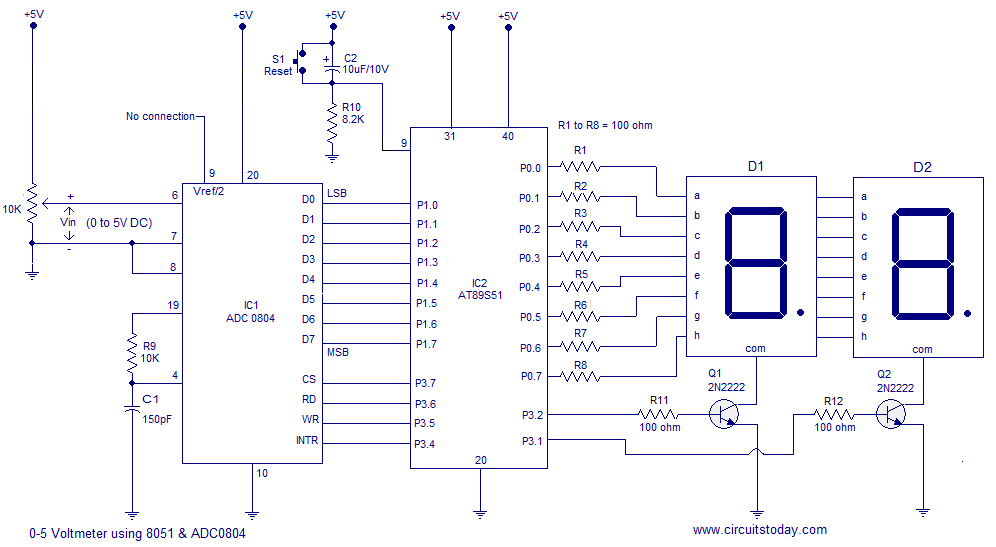 +5V
+5V
+5V
+5V
+5V
S1
Reset
+
C2
10uF/10V
R10
8.2K
No connection
9
20
Vref/2
9
31
40
R1 to R8 = 100 ohm
10K
+
Vin
(0 to 5V DC)
-
6
7
8
19
4
R9
10K
C1
150pF
IC1
ADC 0804
10
D0
LSB
D1
D2
D3
D4
D5
D6
D7
MSB
CS
RD
WR
INTR
P1.0
P1.1
P1.2
P1.3
P1.4
P1.5
P1.6
P1.7
P3.7
P3.6
P3.5
P3.4
IC2
AT89S51
20
P0.0
P0.1
P0.2
P0.3
P0.4
P0.5
P0.6
P0.7
P3.2
P3.1
R1
R2
R3
R4
R5
R6
R7
R8
R11
100 ohm
R12
100 ohm
D1
a
b
c
d
e
f
g
h
com
D2
a
b
c
d
e
f
g
h
com
Q1
2N2222
Q2
2N2222
0-5 Voltmeter using 8051 & ADC0804
www.circuitstoday.com